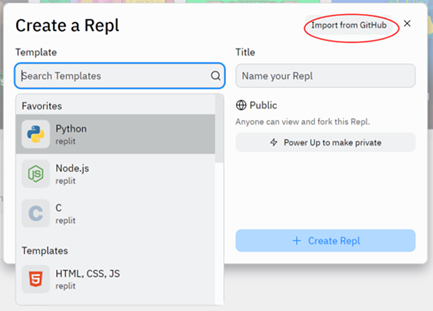 Create a Repl
Import from GitHub
Template
Search Templates
Favorites
Python
replit
Node.js
replit
C
replit
Templates
HTML, CSS, JS
replit
Title
Name your Repl
Public
Anyone can view and fork this Repl.
Power Up to make private
+ Create Repl